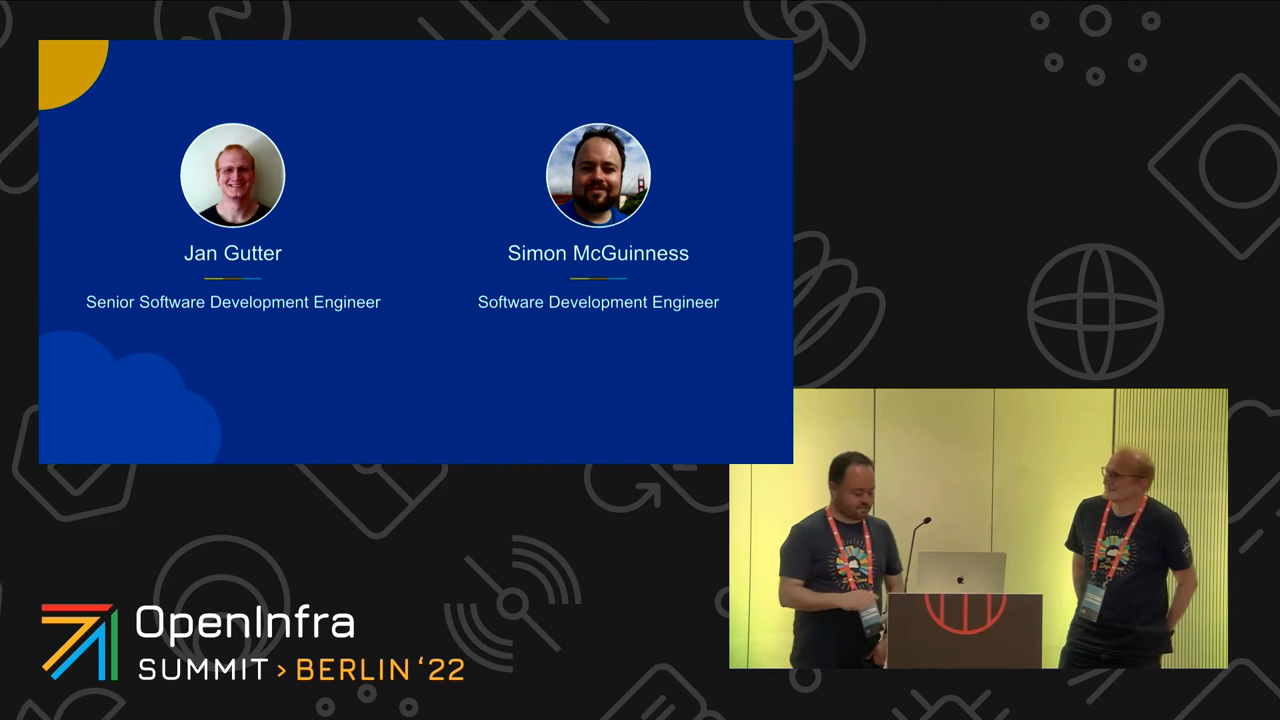 Jan Gutter
Senior Software Development Engineer
Simon McGuinness
Software Development Engineer
OpenInfra
SUMMIT > BERLIN '22